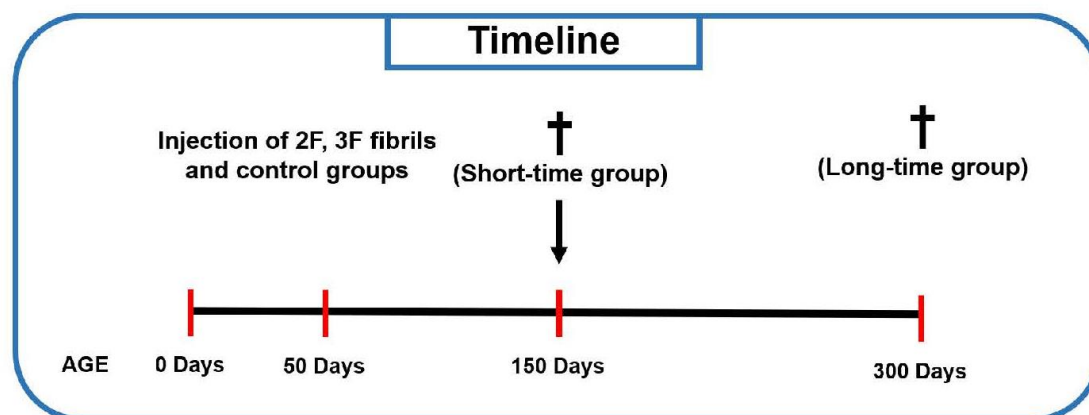 Timeline
Injection of 2F, 3F fibrils
and control groups
(Short-time group)
(Long-time group)
AGE 0 Days 50 Days 150 Days 300 Days